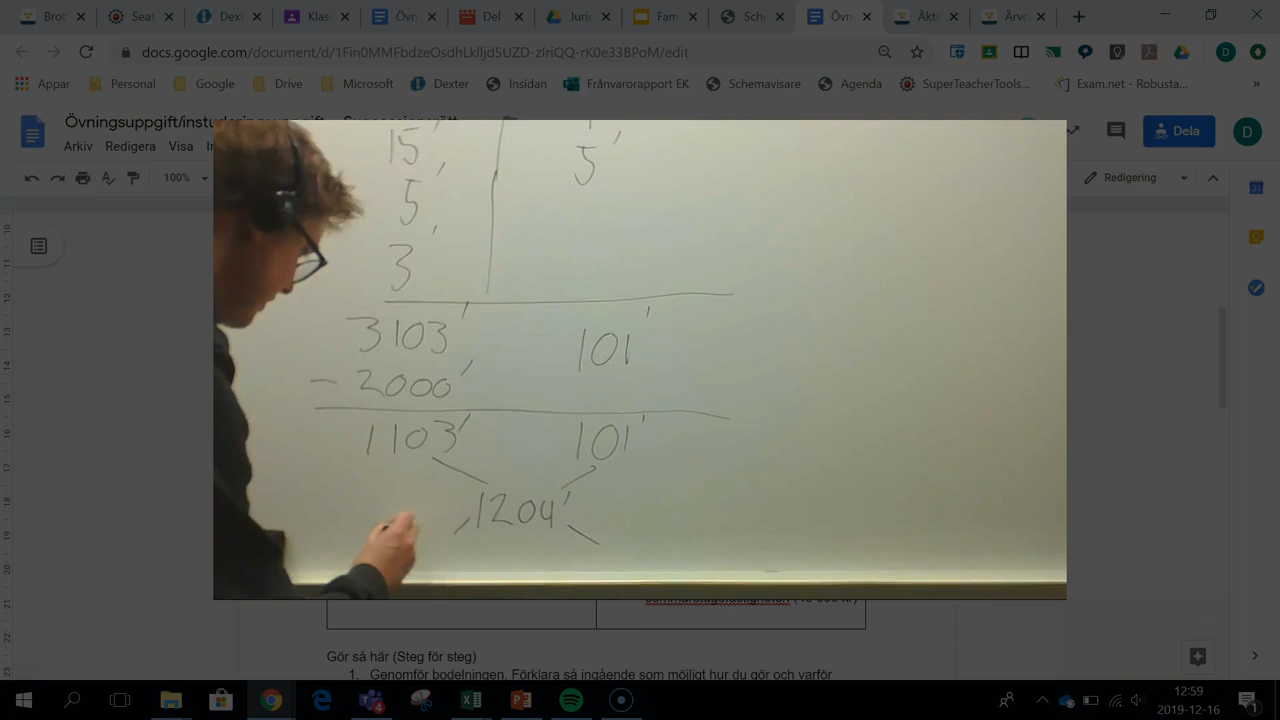 Brot
Seat
Dext
Klas
Övn
Del
Juric
Fam
Sche
Övn
Äkte
Ärvo
docs.google.com/document/d/1Fin0MMFbdzeOsdhLklljd5UZD-zlriQQ-rK0e33BPoM/edit
D
Appar
Personal
Google
Drive
Microsoft
Dexter
Insidan
Frånvarorapport EK
Schemavisare
Agenda
SuperTeacherTools...
Exam.net - Robusta...
»
Övningsuppgift/instuderingsuppgift
Arkiv Redigera Visa
Dela
D
100%
Redigering
15'
5'
5'
3'
3103' 101'
- 2000'
1103' 101'
1204'
Gör så här (Steg för steg)
1. Genomför bodelningen. Förklara så ingående som möjligt hur du gör och varför
12:59
2019-12-16